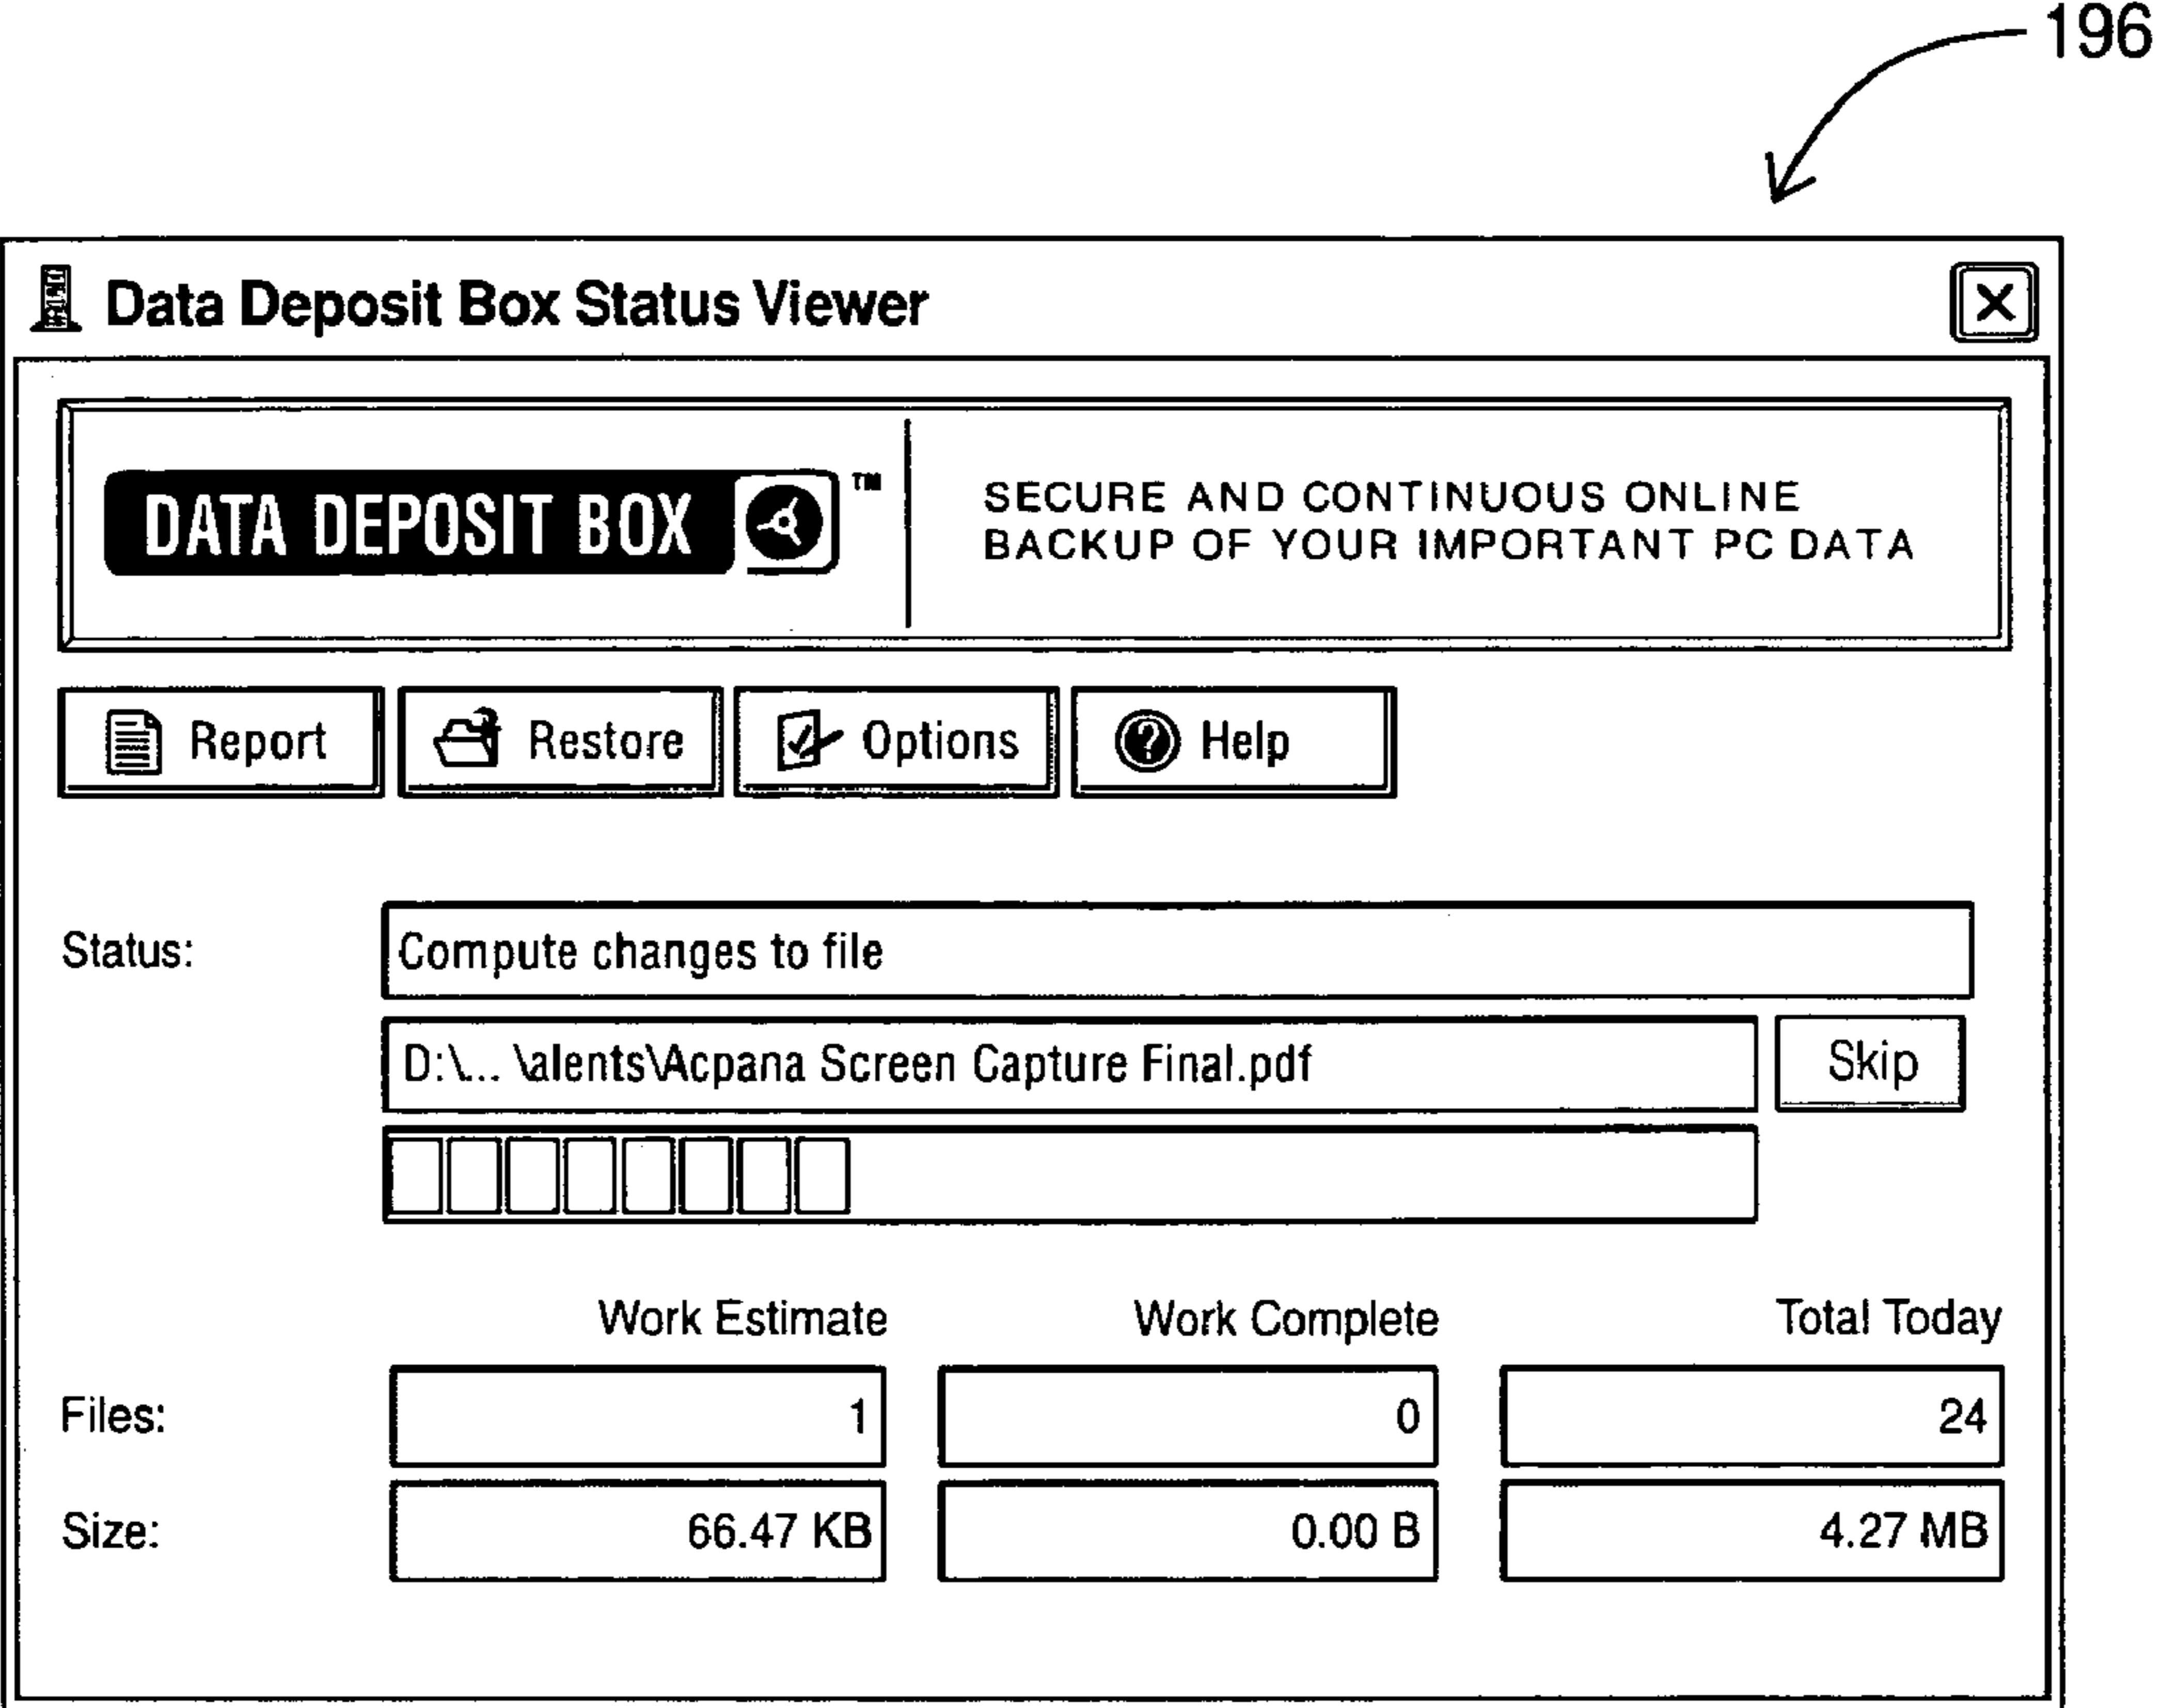 196
Data Deposit Box Status Viewer
DATA DEPOSIT BOX ™
SECURE AND CONTINUOUS ONLINE
BACKUP OF YOUR IMPORTANT PC DATA
Report Restore Options Help
Status: Compute changes to file
D:\... \alents\Acpana Screen Capture Final.pdf Skip
Work Estimate Work Complete Total Today
Files: 1 0 24
Size: 66.47 KB 0.00 B 4.27 MB